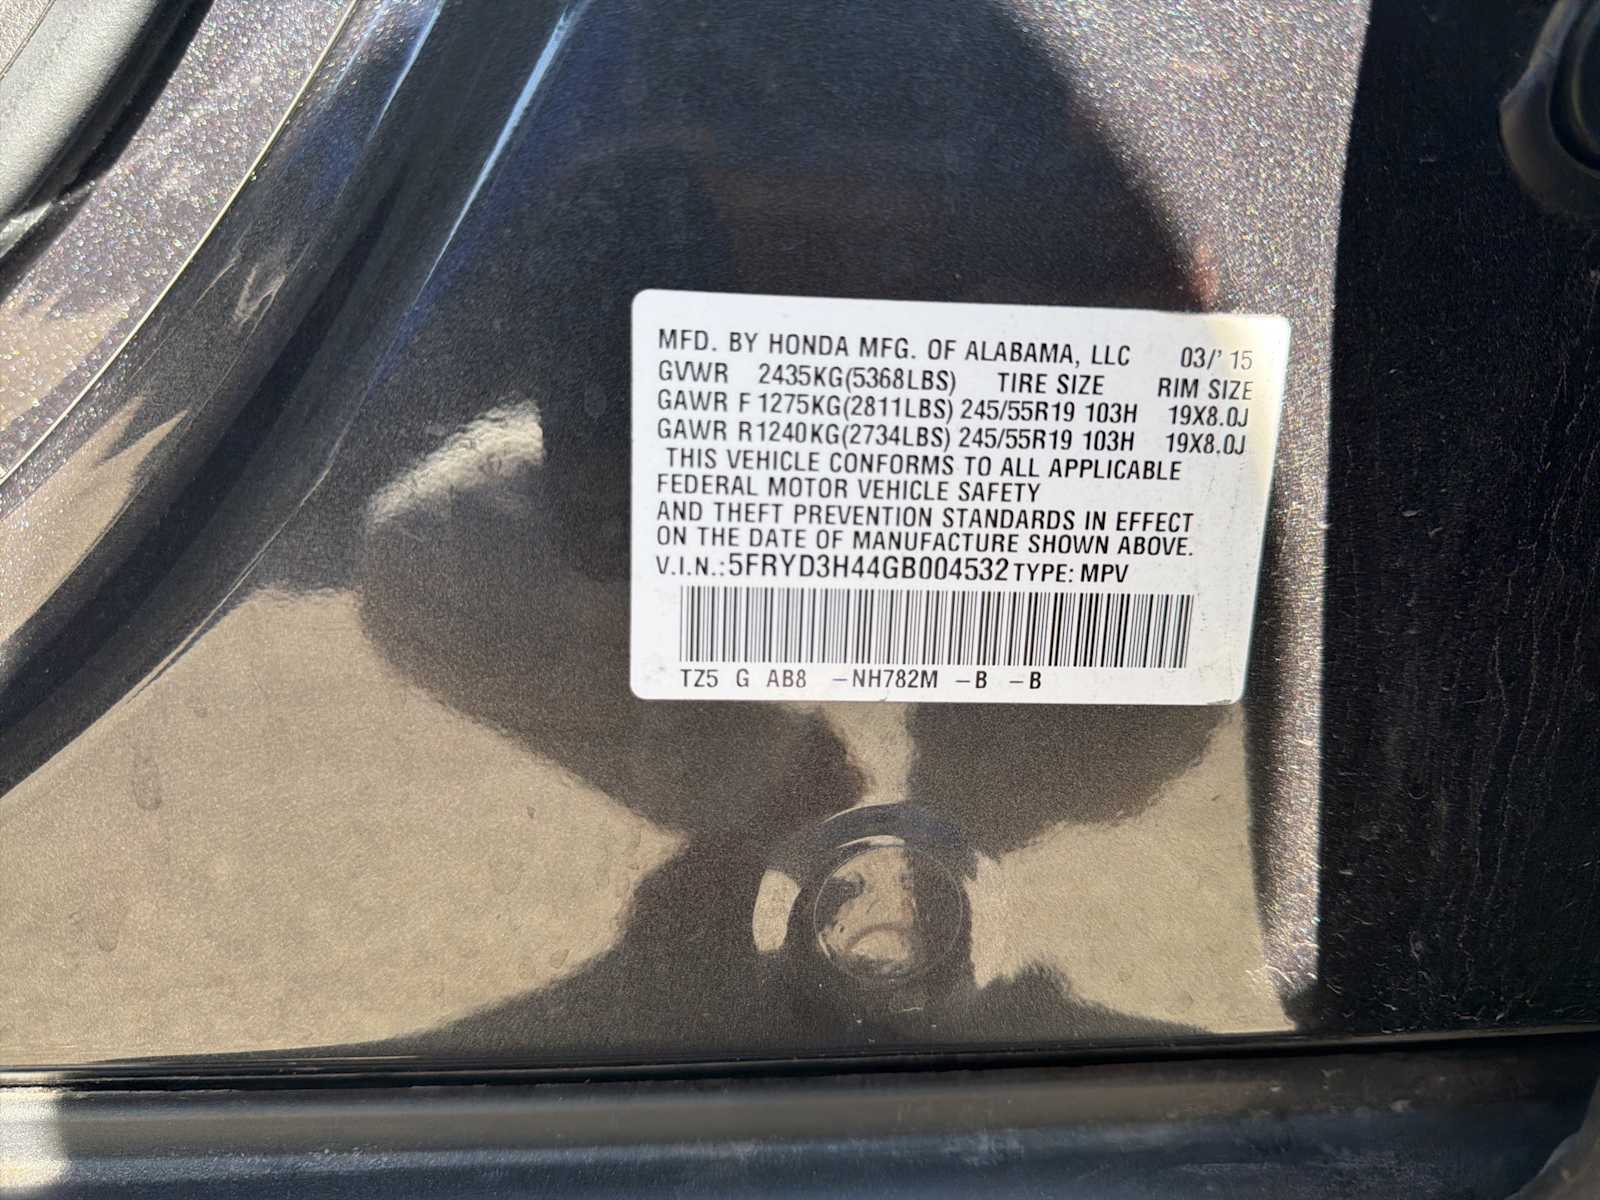 MFD. BY HONDA MFG. OF ALABAMA, LLC 03/' 15
GVWR 2435KG(5368LBS) TIRE SIZE RIM SIZE
GAWR F 1275KG(2811LBS) 245/55R19 103H 19X8.0J
GAWR R 1240KG(2734LBS) 245/55R19 103H 19X8.0J
THIS VEHICLE CONFORMS TO ALL APPLICABLE
FEDERAL MOTOR VEHICLE SAFETY
AND THEFT PREVENTION STANDARDS IN EFFECT
ON THE DATE OF MANUFACTURE SHOWN ABOVE.
V.I.N.: 5FRYD3H44GB004532 TYPE: MPV
TZ5 G AB8 –NH782M –B –B